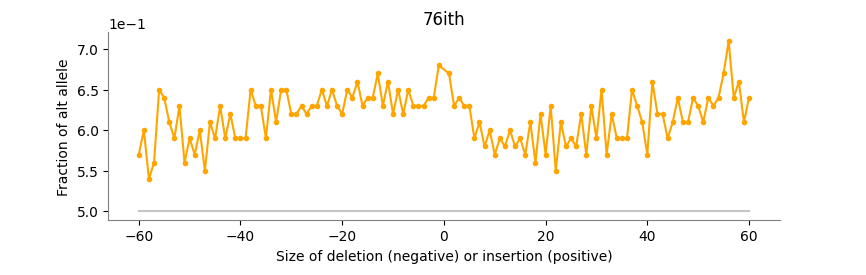 76ith
1e−1
7.0
6.5
6.0
5.5
5.0
Fraction of alt allele
−60 −40 −20 0 20 40 60
Size of deletion (negative) or insertion (positive)